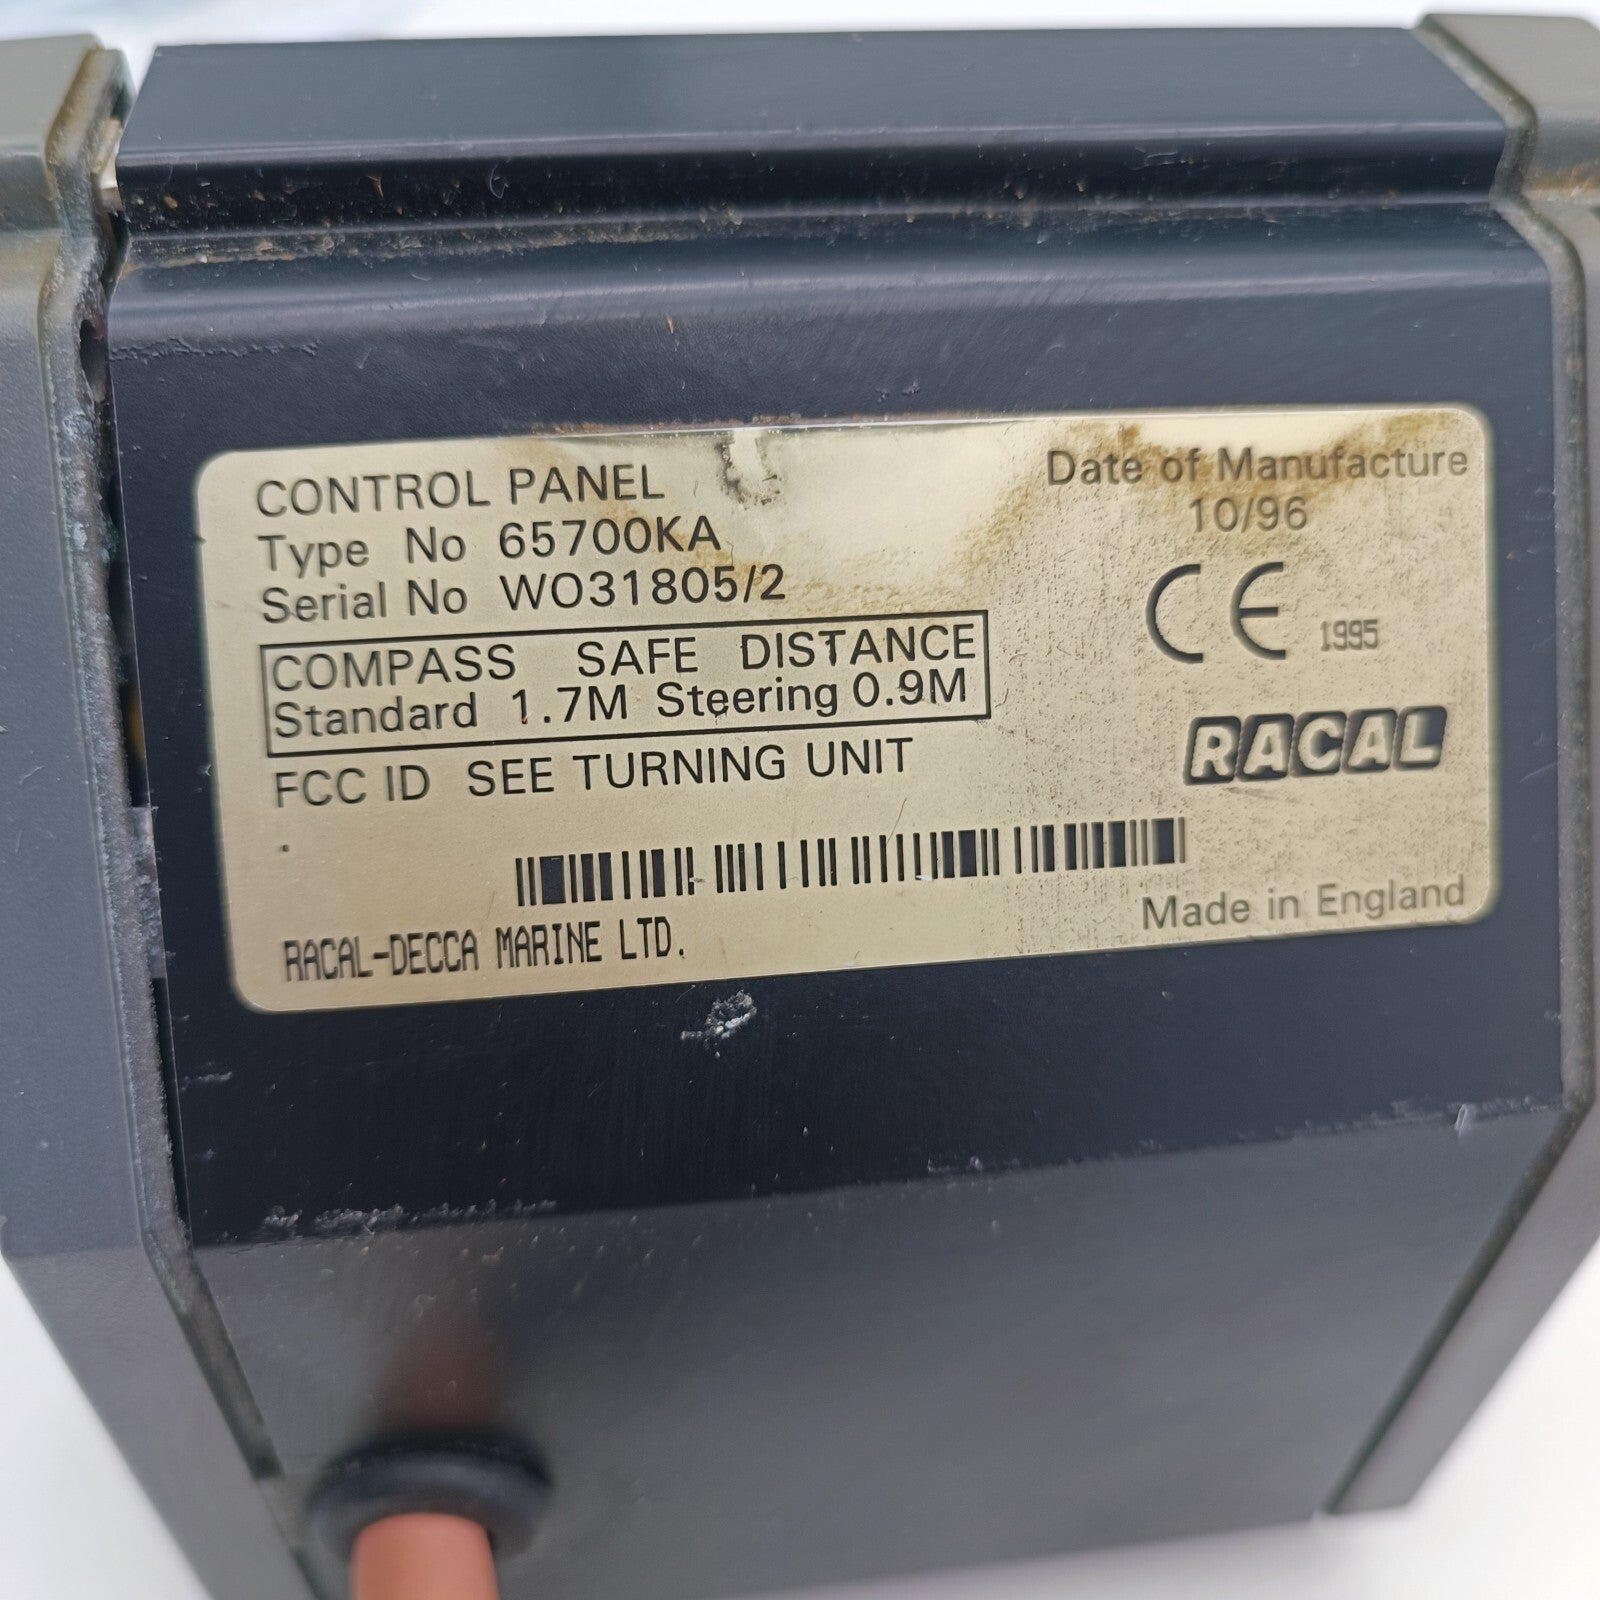 CONTROL PANEL
Type No 65700KA
Serial No WO31805/2
COMPASS SAFE DISTANCE
Standard 1.7M Steering 0.9M
FCC ID SEE TURNING UNIT
.
RACAL-DECCA MARINE LTD.
Date of Manufacture
10/96
CE 1995
RACAL
Made in England